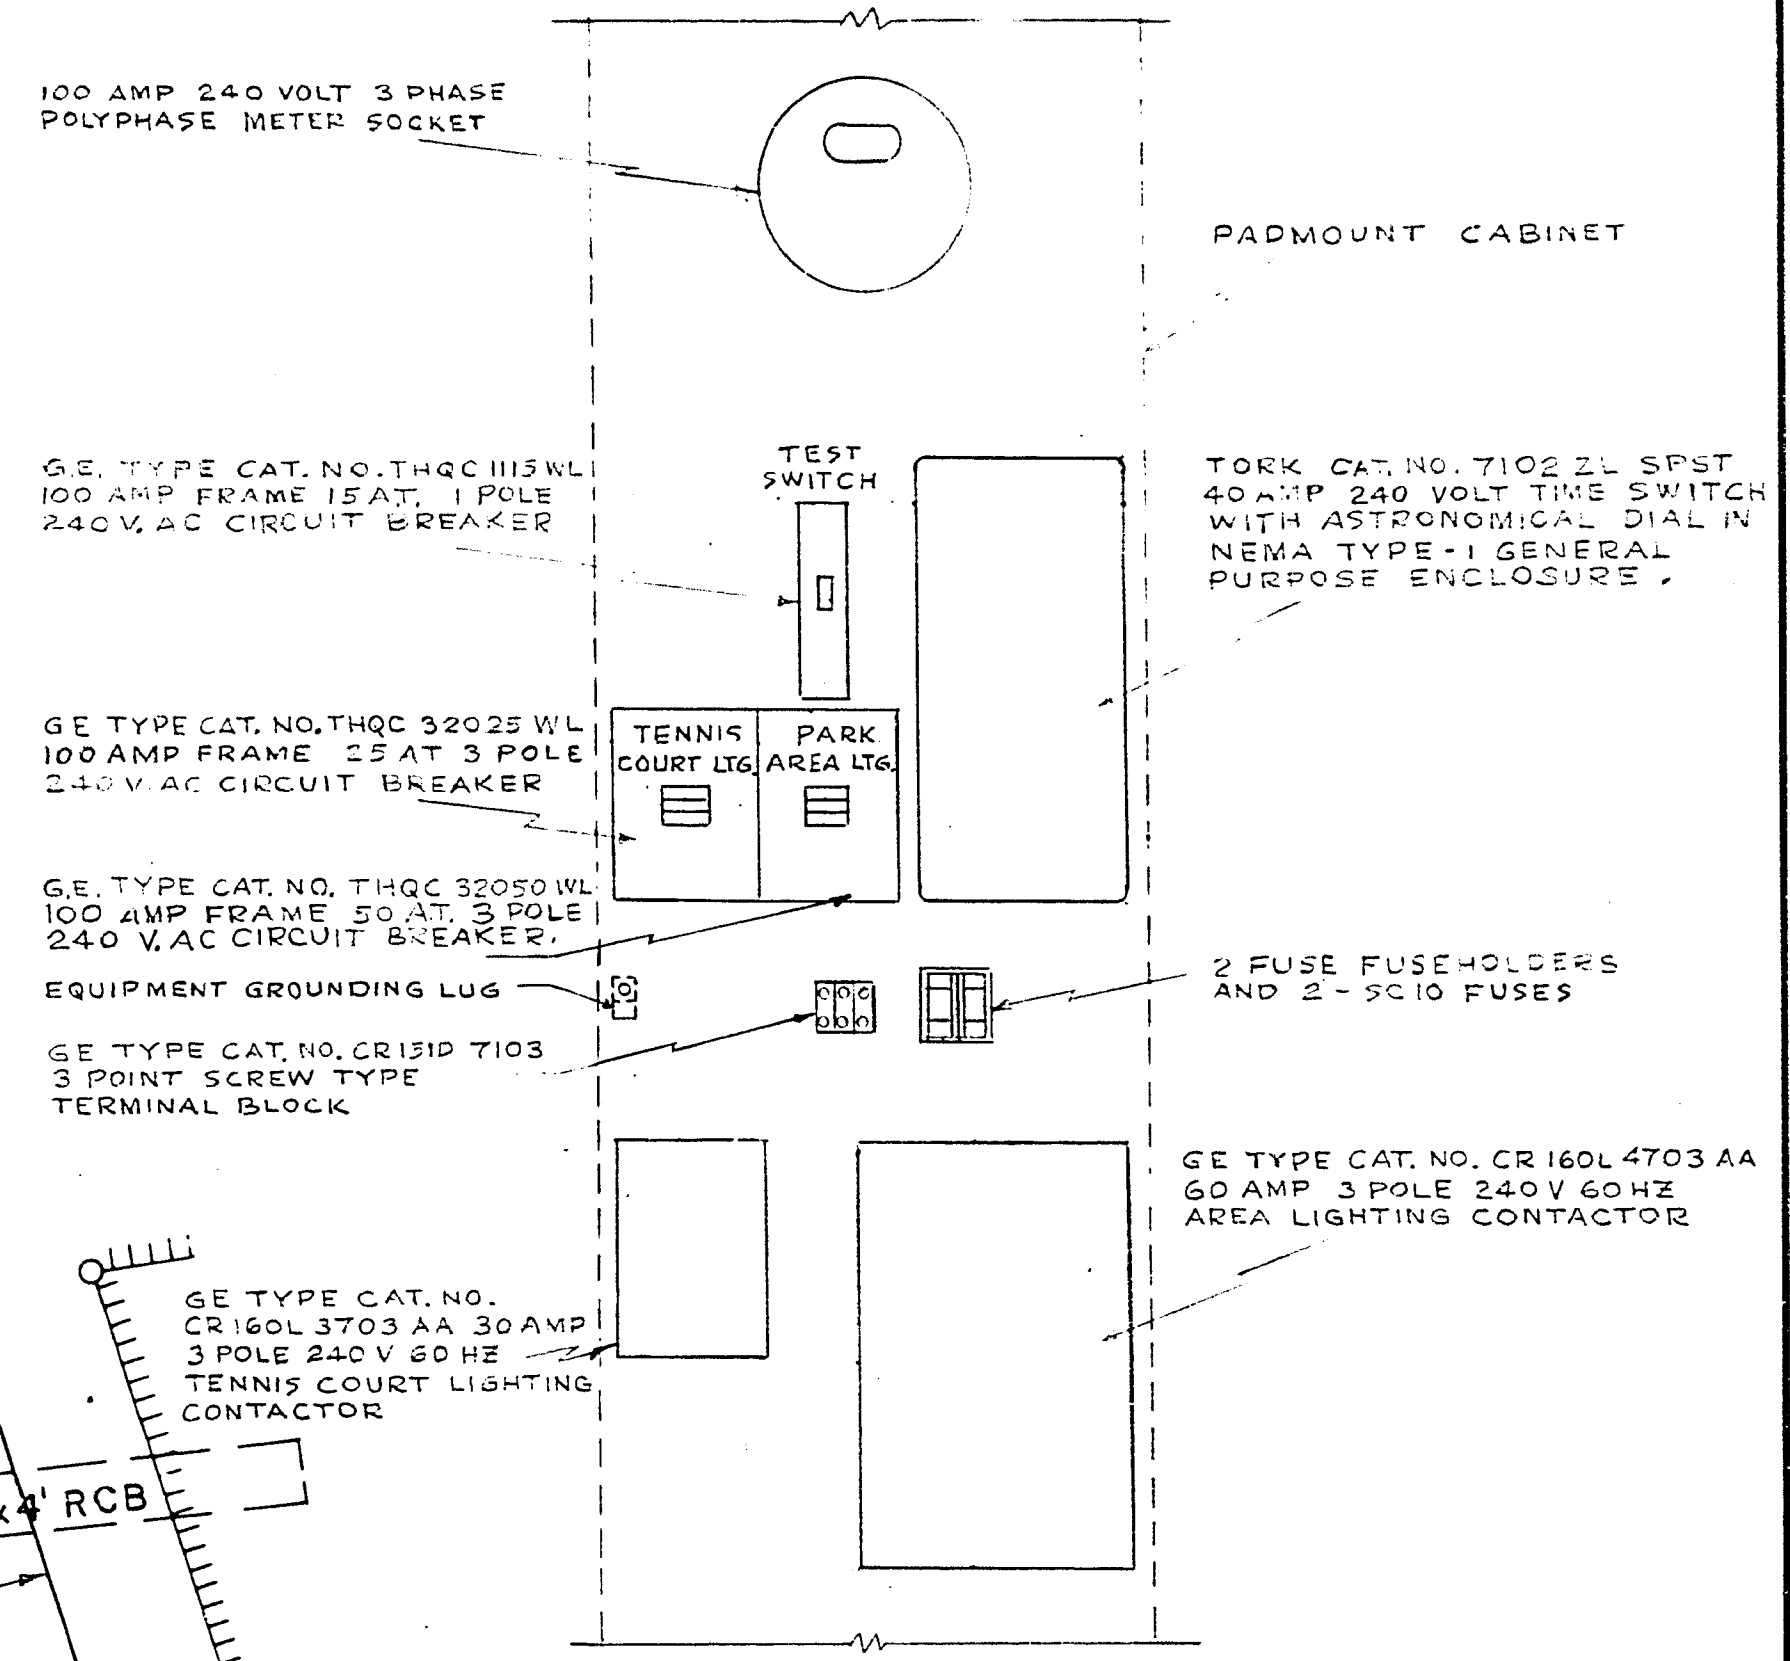 100 AMP 240 VOLT 3 PHASE
POLYPHASE METER SOCKET
PADMOUNT CABINET
G.E. TYPE CAT. NO. THQC 1115 WL
100 AMP FRAME 15 AT. 1 POLE
240 V. AC CIRCUIT BREAKER
TEST
SWITCH
TORK CAT. NO. 7102 ZL SPST
40 AMP 240 VOLT TIME SWITCH
WITH ASTRONOMICAL DIAL IN
NEMA TYPE-1 GENERAL
PURPOSE ENCLOSURE.
GE TYPE CAT. NO. THQC 32025 WL
100 AMP FRAME 25 AT 3 POLE
240 V. AC CIRCUIT BREAKER
TENNIS
COURT LTG.
PARK
AREA LTG.
G.E. TYPE CAT. NO. THQC 32050 WL
100 AMP FRAME 50 AT. 3 POLE
240 V. AC CIRCUIT BREAKER.
EQUIPMENT GROUNDING LUG
2 FUSE FUSEHOLDERS
AND 2 - SC10 FUSES
GE TYPE CAT. NO. CR151D 7103
3 POINT SCREW TYPE
TERMINAL BLOCK
GE TYPE CAT. NO. CR 160L 4703 AA
60 AMP 3 POLE 240 V 60 HZ
AREA LIGHTING CONTACTOR
GE TYPE CAT. NO.
CR160L 3703 AA 30 AMP
3 POLE 240 V 60 HZ
TENNIS COURT LIGHTING
CONTACTOR
x4' RCB